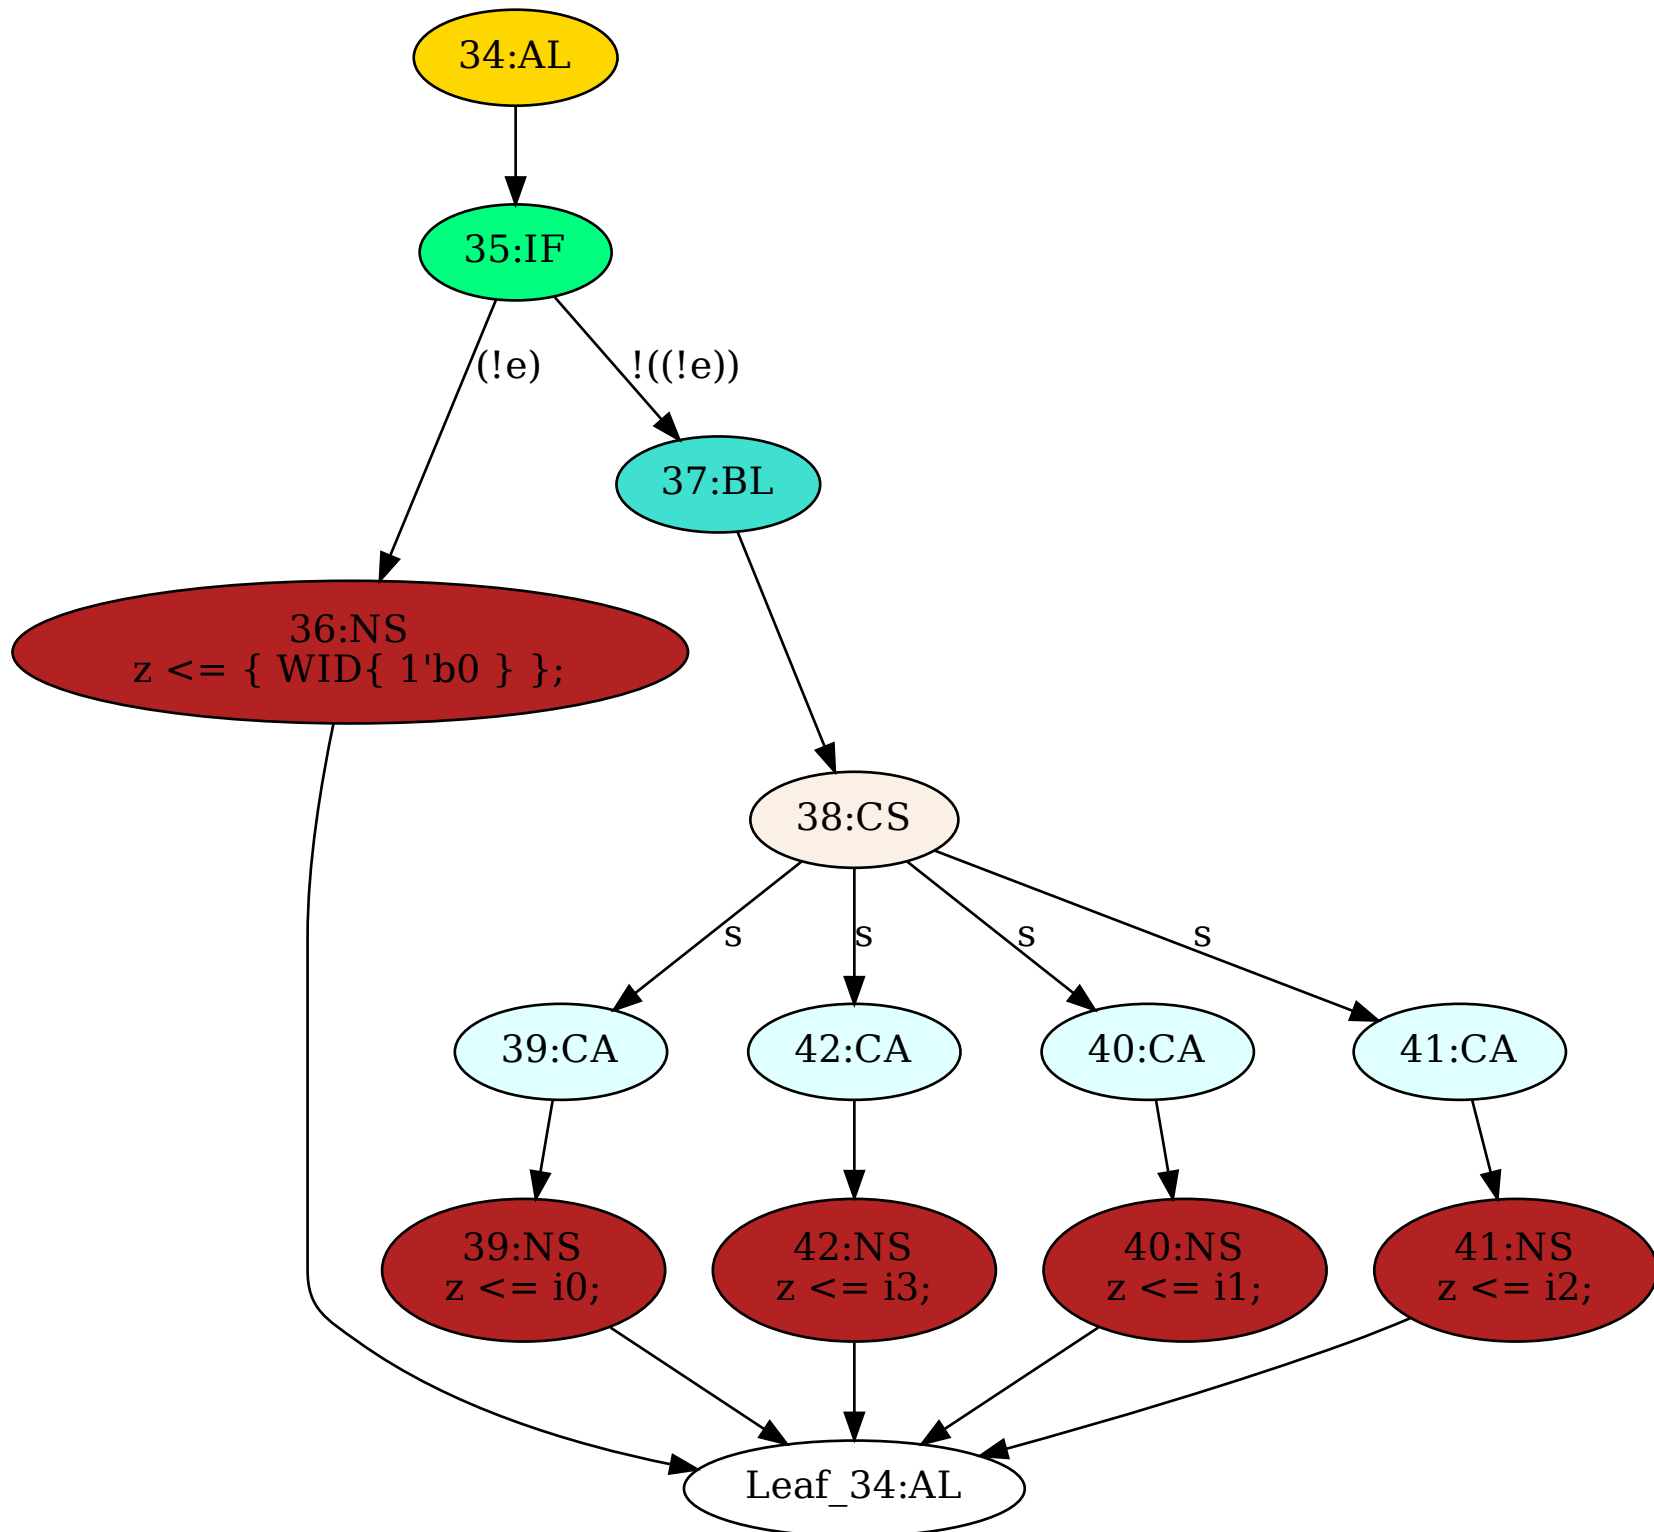 34:AL
35:IF
(!e)
!((!e))
37:BL
36:NS
z <= { WID{ 1'b0 } };
38:CS
s
s
s
s
39:CA
42:CA
40:CA
41:CA
39:NS
z <= i0;
42:NS
z <= i3;
40:NS
z <= i1;
41:NS
z <= i2;
Leaf_34:AL